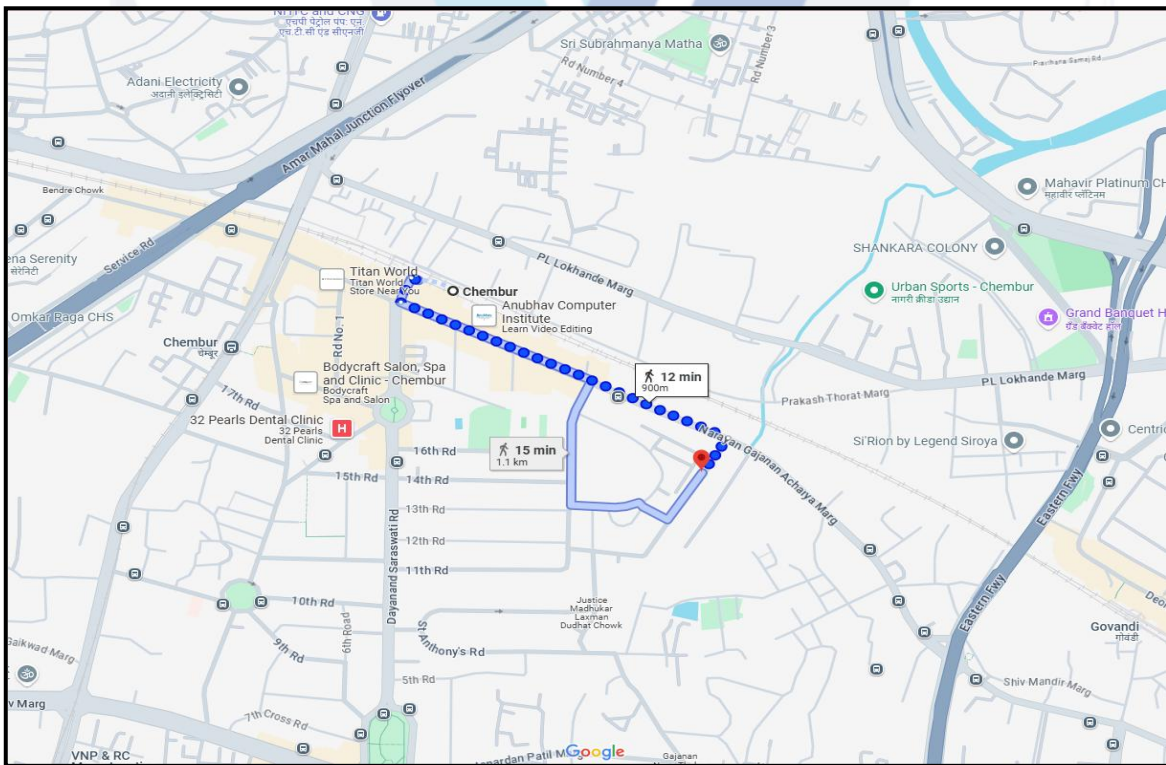 एचपी पेट्रोल पंप: एन
एच टी सी एंड सीएनजी
Adani Electricity
अदानी इलेक्ट्रिसिटी
Sri Subrahmanya Matha
Rd Number 4
Rd Number 3
Amar Mahal Junction Flyover
Bendre Chowk
Service Rd
ena Serenity
सेरेनिटी
Omkar Raga CHS
Mahavir Platinum CH
महावीर प्लॅटिनम
SHANKARA COLONY
Urban Sports - Chembur
नागरी क्रीडा उद्यान
Grand Banquet H
ग्रँड बॅंक्वेट हॉल
PL Lokhande Marg
Titan World
Titan World
Store Near You
Chembur
Anubhav Computer
Institute
Learn Video Editing
Chembur
चेंबूर
Rd No. 1
Bodycraft Salon, Spa
and Clinic - Chembur
Bodycraft
Spa and Salon
17th Rd
32 Pearls Dental Clinic
32 Pearls
Dental Clinic
12 min
900m
PL Lokhande Marg
Prakash Thorat Marg
Narayan Gajanan Acharya Marg
Si'Rion by Legend Siroya
Centric
15 min
1.1 km
16th Rd
15th Rd
14th Rd
13th Rd
12th Rd
11th Rd
Dayanand Saraswati Rd
Eastern Fwy
Eastern Fwy
10th Rd
9th Rd
6th Road
Justice
Madhukar
Laxman
Dudhat Chowk
St Anthony's Rd
5th Rd
Gaikwad Marg
v Marg
7th Cross Rd
Govandi
गोवंडी
Shiv Mandir Marg
VNP & RC
Google
Gajanan